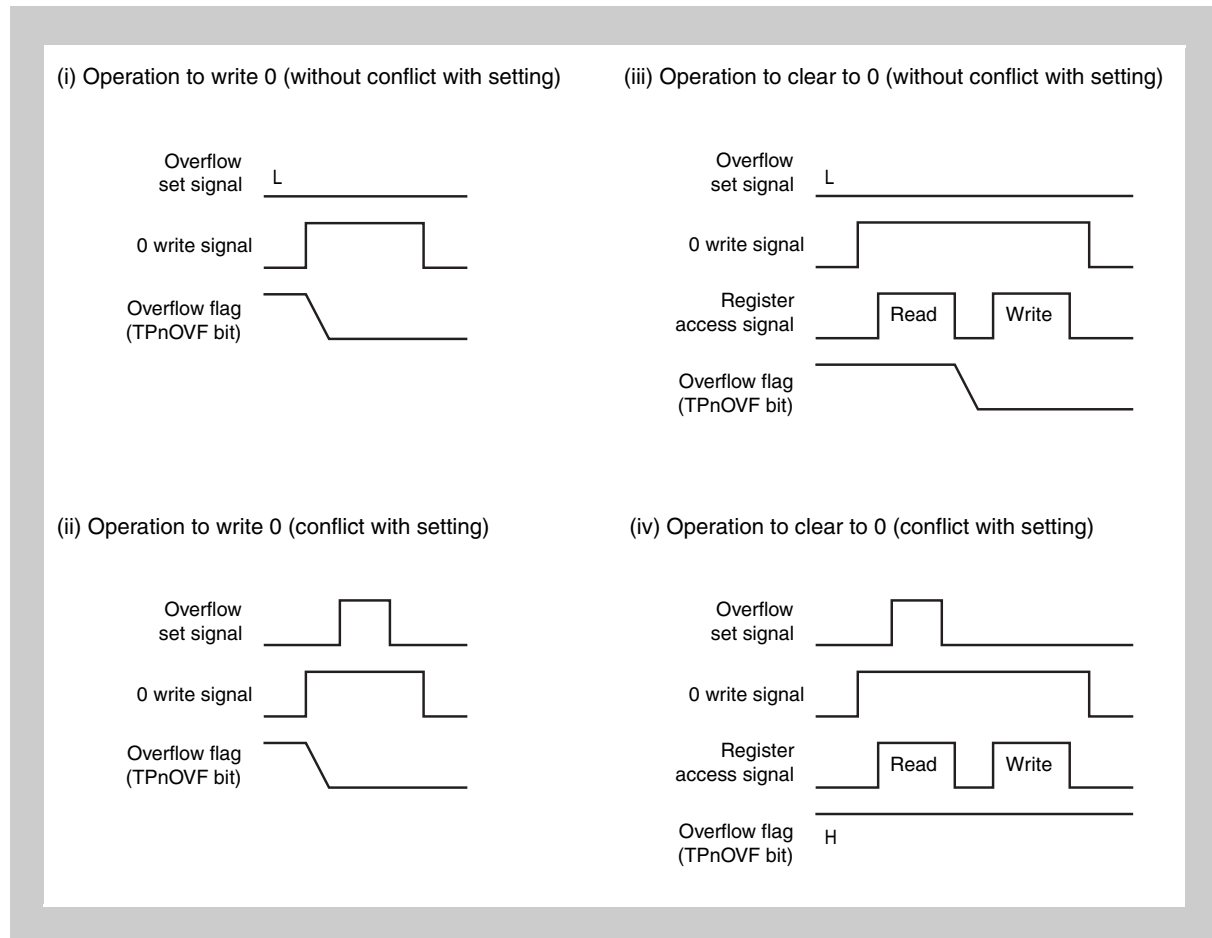 (i) Operation to write 0 (without conflict with setting)
Overflow
set signal
L
0 write signal
Overflow flag
(TPnOVF bit)
(iii) Operation to clear to 0 (without conflict with setting)
Overflow
set signal
L
0 write signal
Register
access signal
Read
Write
Overflow flag
(TPnOVF bit)
(ii) Operation to write 0 (conflict with setting)
Overflow
set signal
0 write signal
Overflow flag
(TPnOVF bit)
(iv) Operation to clear to 0 (conflict with setting)
Overflow
set signal
0 write signal
Register
access signal
Read
Write
Overflow flag
(TPnOVF bit)
H